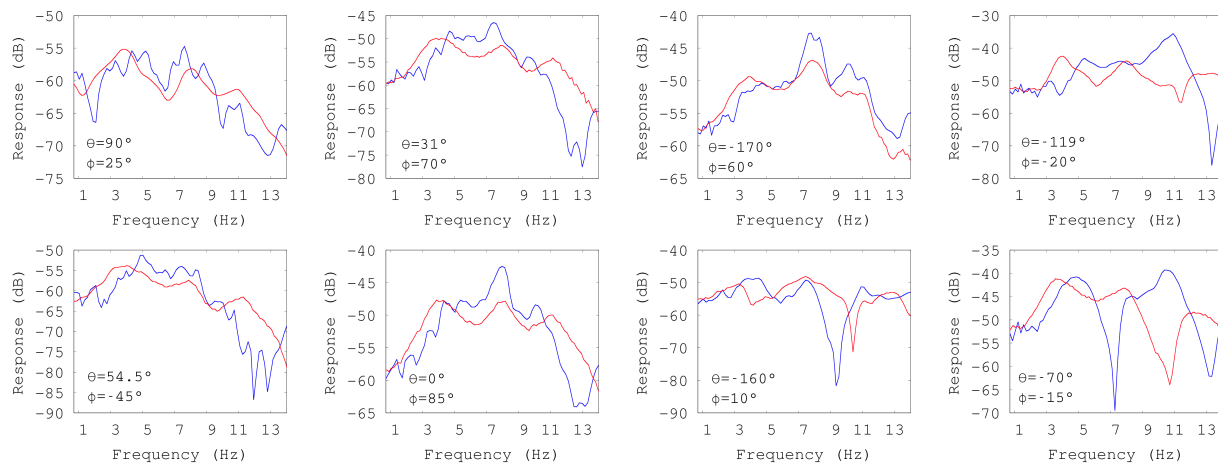 -50
-55
-60
-65
-70
-75
Response (dB)
Θ=90°
ϕ=25°
1 3 5 7 9 11 13
Frequency (Hz)
-45
-50
-55
-60
-65
-70
-75
-80
Response (dB)
Θ=31°
ϕ=70°
1 3 5 7 9 11 13
Frequency (Hz)
-40
-45
-50
-55
-60
-65
Response (dB)
Θ=-170°
ϕ=60°
1 3 5 7 9 11 13
Frequency (Hz)
-30
-40
-50
-60
-70
-80
Response (dB)
Θ=-119°
ϕ=-20°
1 3 5 7 9 11 13
Frequency (Hz)
-50
-55
-60
-65
-70
-75
-80
-85
-90
Response (dB)
Θ=54.5°
ϕ=-45°
1 3 5 7 9 11 13
Frequency (Hz)
-40
-45
-50
-55
-60
-65
Response (dB)
Θ=0°
ϕ=85°
1 3 5 7 9 11 13
Frequency (Hz)
-40
-50
-60
-70
-80
-90
Response (dB)
Θ=-160°
ϕ=10°
1 3 5 7 9 11 13
Frequency (Hz)
-35
-40
-45
-50
-55
-60
-65
-70
Response (dB)
Θ=-70°
ϕ=-15°
1 3 5 7 9 11 13
Frequency (Hz)